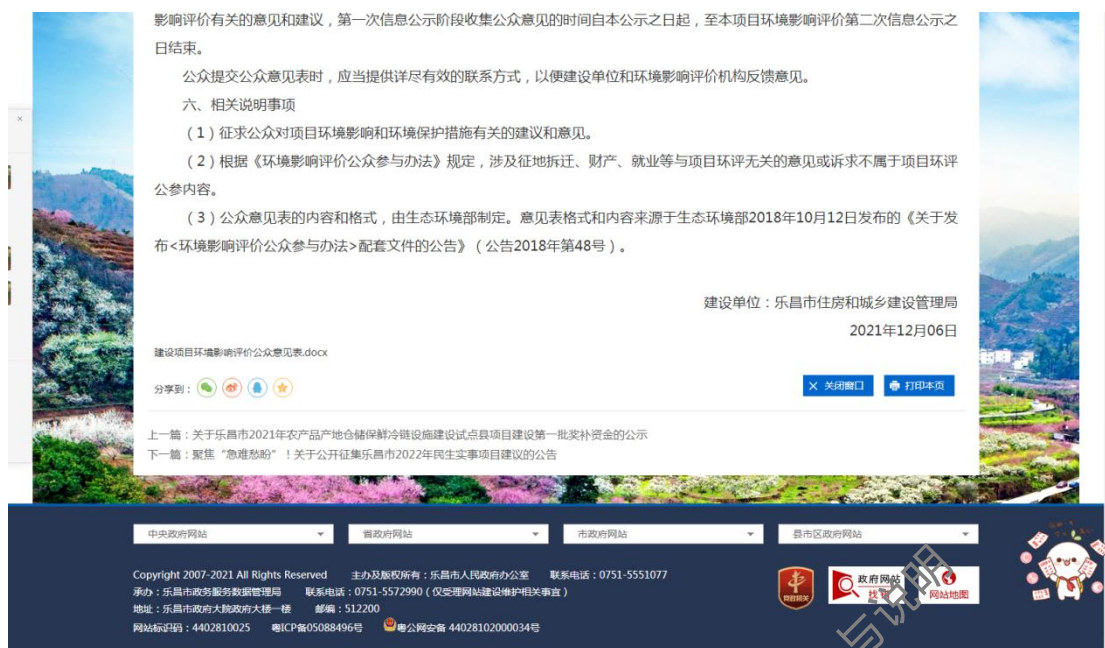 影响评价有关的意见和建议，第一次信息公示阶段收集公众意见的时间自本公示之日起，至本项目环境影响评价第二次信息公示之
日结束。
公众提交公众意见表时，应当提供详尽有效的联系方式，以便建设单位和环境影响评价机构反馈意见。
六、相关说明事项
（1）征求公众对项目环境影响和环境保护措施有关的建议和意见。
（2）根据《环境影响评价公众参与办法》规定，涉及征地拆迁、财产、就业等与项目环评无关的意见或诉求不属于项目环评
公参内容。
（3）公众意见表的内容和格式，由生态环境部制定。意见表格式和内容来源于生态环境部2018年10月12日发布的《关于发
布<环境影响评价公众参与办法>配套文件的公告》（公告2018年第48号）。
建设单位：乐昌市住房和城乡建设管理局
2021年12月06日
建设项目环境影响评价公众意见表.docx
分享到：
关闭窗口 打印本页
上一篇：关于乐昌市2021年农产品产地仓储保鲜冷链设施建设试点县项目建设第一批奖补资金的公示
下一篇：聚焦“急难愁盼”！关于公开征集乐昌市2022年民生实事项目建议的公告
中央政府网站 省政府网站 市政府网站 县市区政府网站
Copyright 2007-2021 All Rights Reserved 主办及版权所有：乐昌市人民政府办公室 联系电话：0751-5551077
承办：乐昌市政务服务数据管理局 联系电话：0751-5572990（仅受理网站建设维护相关事宜）
地址：乐昌市政府大院政府大楼一楼 邮编：512200
网站标识码：4402810025 粤ICP备05088496号 粤公网安备 44028102000034号
党政机关
政府网站
找
网站地图
与说明